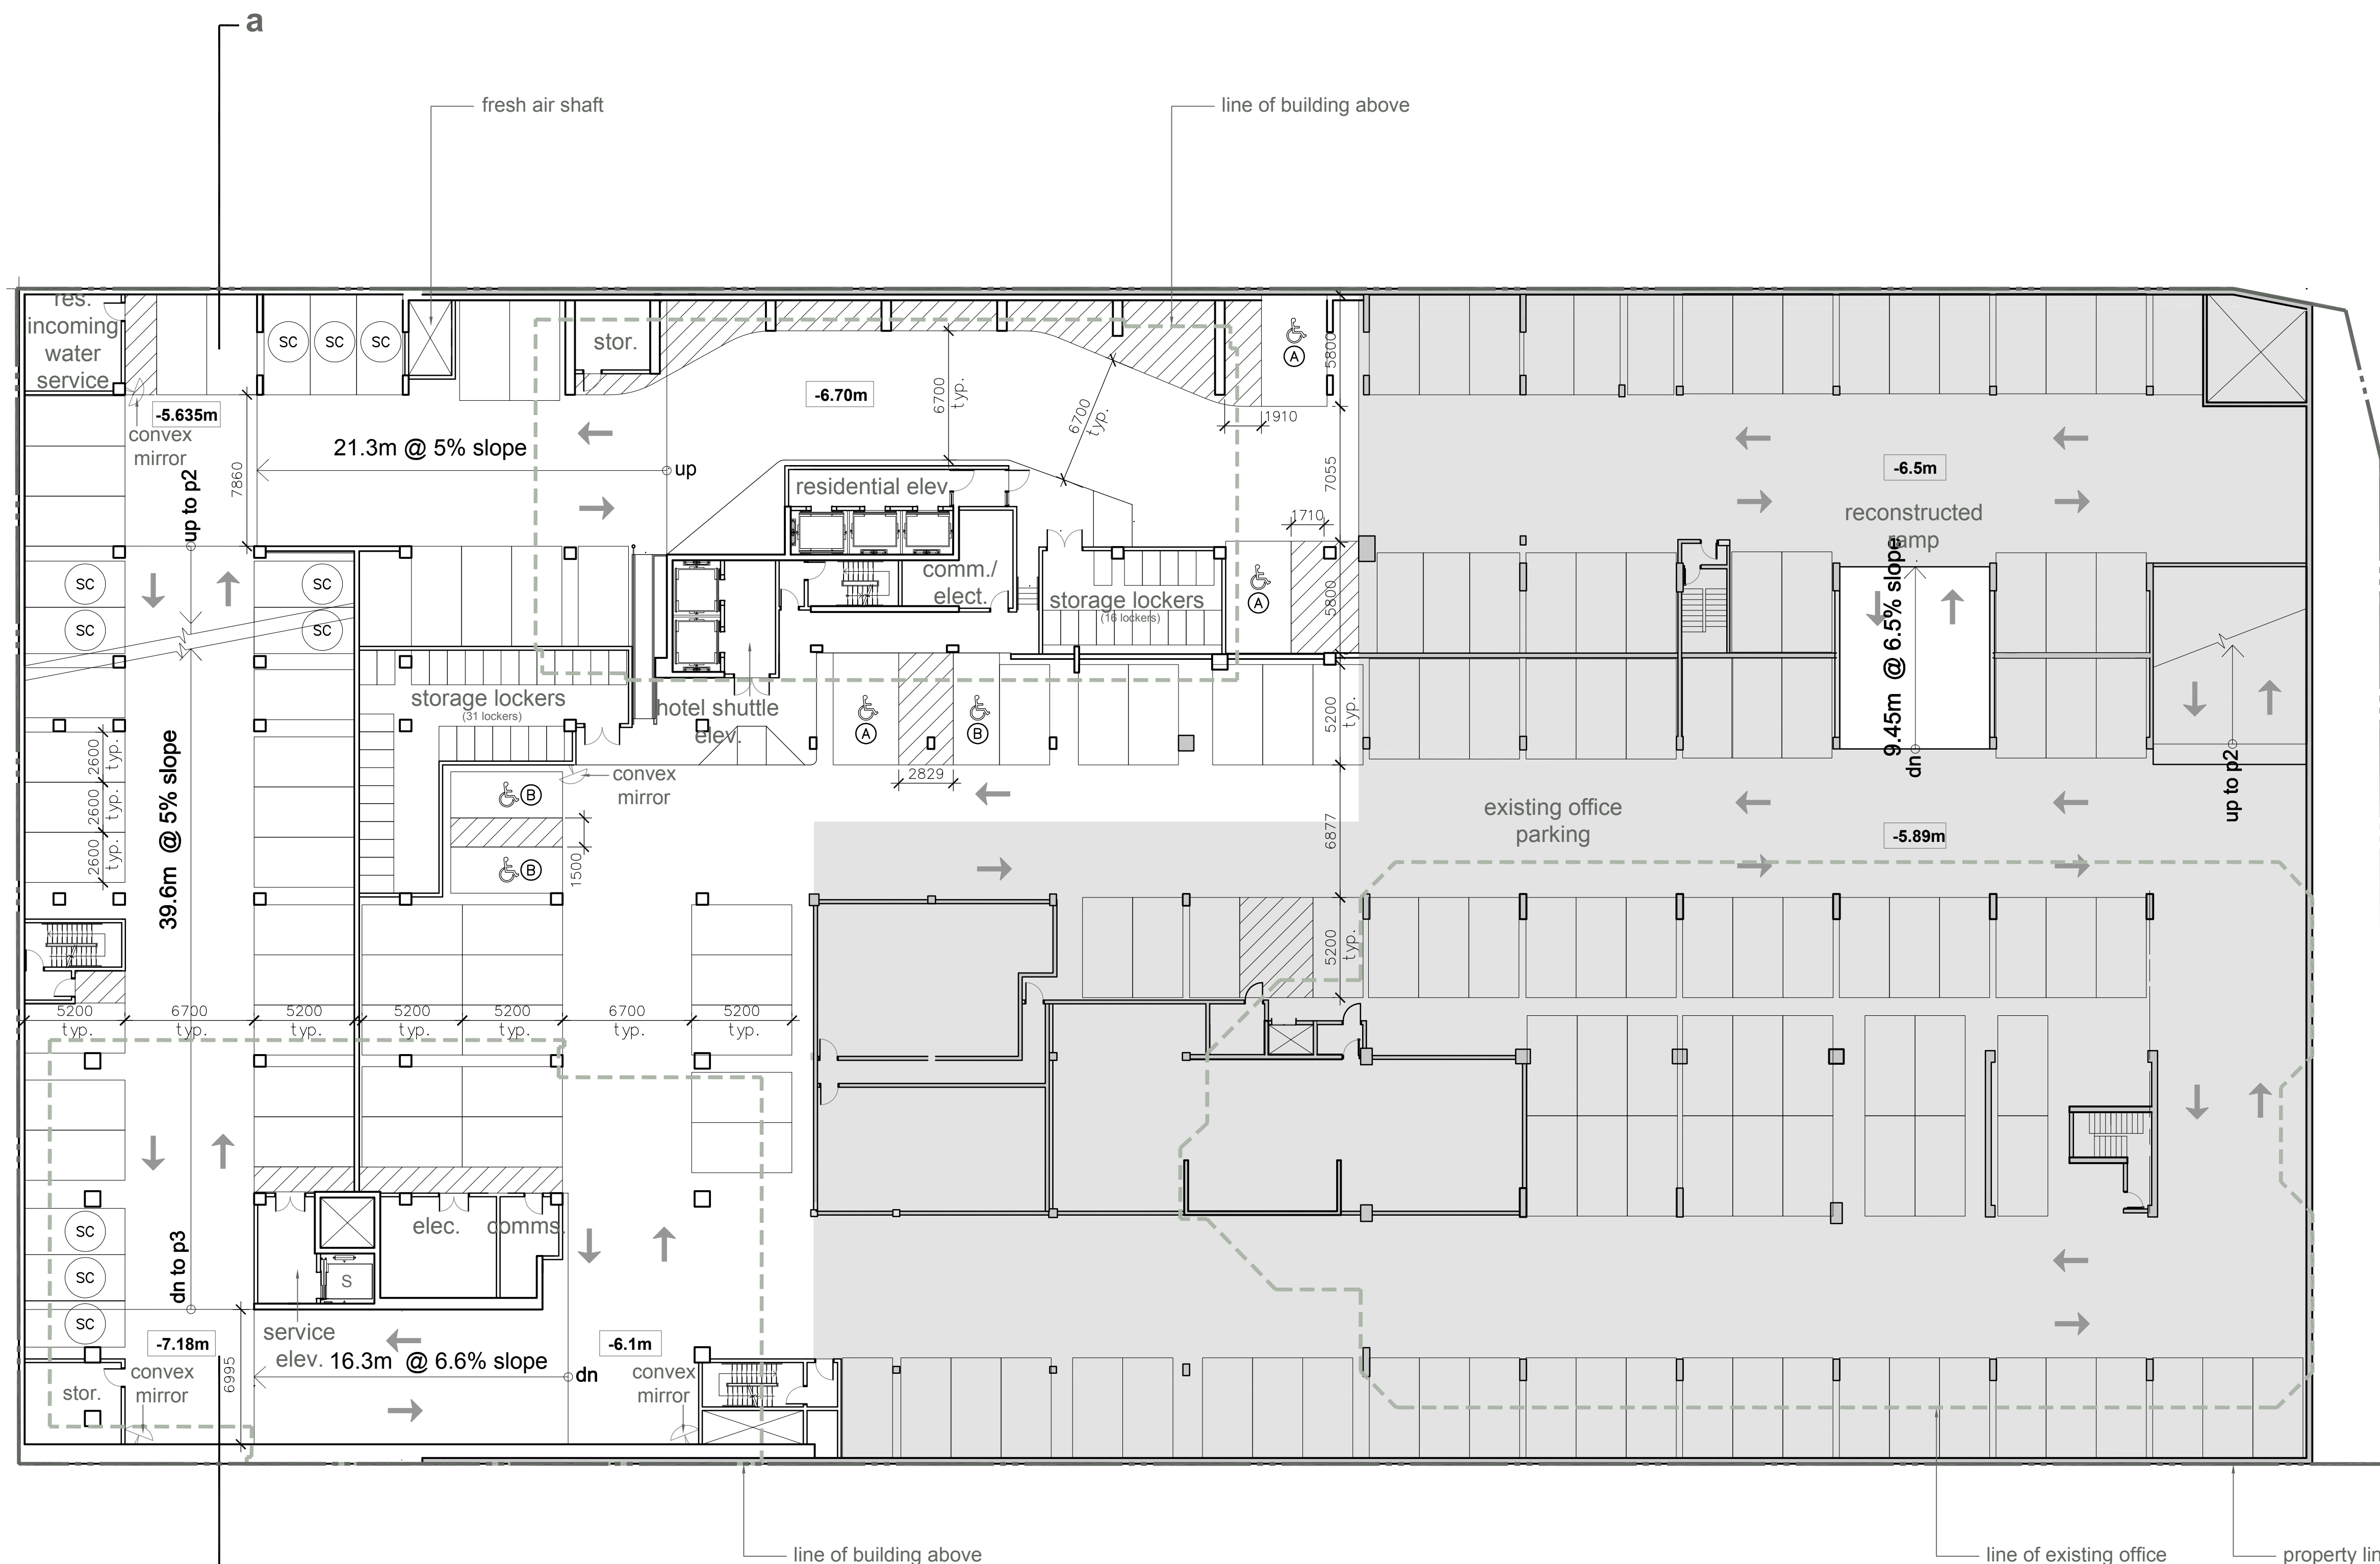 a
fresh air shaft
line of building above
res.
incoming
water
service
SC
SC
SC
stor.
A
5800
-5.635m
convex
mirror
-6.70m
6700
typ.
6700
typ.
1910
21.3m @ 5% slope
up
7860
up to p2
residential elev
7055
1710
-6.5m
reconstructed
ramp
SC
SC
SC
SC
comm./
elect.
storage lockers
(16 lockers)
A
5800
9.45m @ 6.5% slope
dn
storage lockers
(31 lockers)
hotel shuttle
elev.
A
B
5200
typ.
2829
convex
mirror
up to p2
2600
typ.
2600
typ.
2600
typ.
39.6m @ 5% slope
B
B
1500
6877
existing office
parking
-5.89m
5200
typ.
5200
typ.
6700
typ.
5200
typ.
5200
typ.
5200
typ.
6700
typ.
5200
typ.
SC
SC
SC
dn to p3
elec.
comms.
S
service
elev.
-7.18m
-6.1m
16.3m @ 6.6% slope
dn
6995
stor.
convex
mirror
convex
mirror
line of building above
line of existing office
property lin